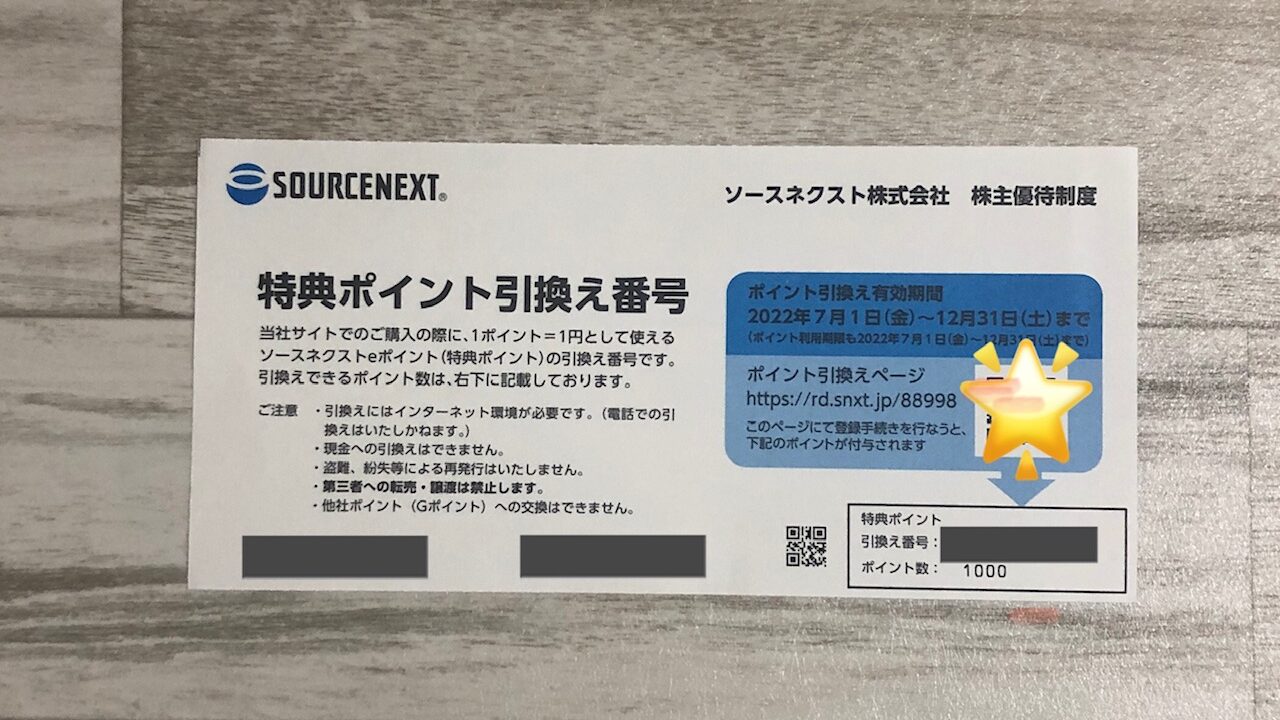 SOURCENEXT®
ソースネクスト株式会社 株主優待制度
特典ポイント引換え番号
当社サイトでのご購入の際に、1ポイント=1円として使える
ソースネクストeポイント(特典ポイント)の引換え番号です。
引換えできるポイント数は、右下に記載しております。
ご注意 ・引換えにはインターネット環境が必要です。(電話での引
換えはいたしかねます。)
・現金への引換えはできません。
・盗難、紛失等による再発行はいたしません。
・第三者への転売・譲渡は禁止します。
・他社ポイント(Gポイント)への交換はできません。
ポイント引換え有効期間
2022年7月1日(金)~12月31日(土)まで
(ポイント利用期限も2022年7月1日(金)~12月31日(土)まで)
ポイント引換えページ
https://rd.snxt.jp/88998
このページにて登録手続きを行なうと、
下記のポイントが付与されます
特典ポイント
引換え番号:
ポイント数: 1000